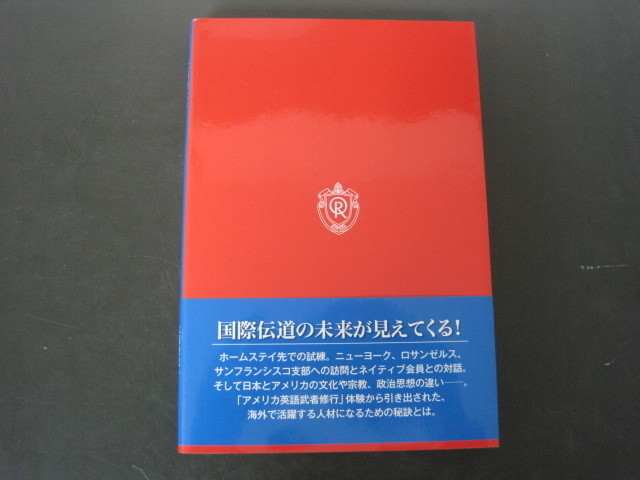 国際伝道の未来が見えてくる!
ホームステイ先での試練。ニューヨーク、ロサンゼルス、
サンフランシスコ支部への訪問とネイティブ会員との対話。
そして日本とアメリカの文化や宗教、政治思想の違い――。
「アメリカ英語武者修行」体験から引き出された、
海外で活躍する人材になるための秘訣とは。